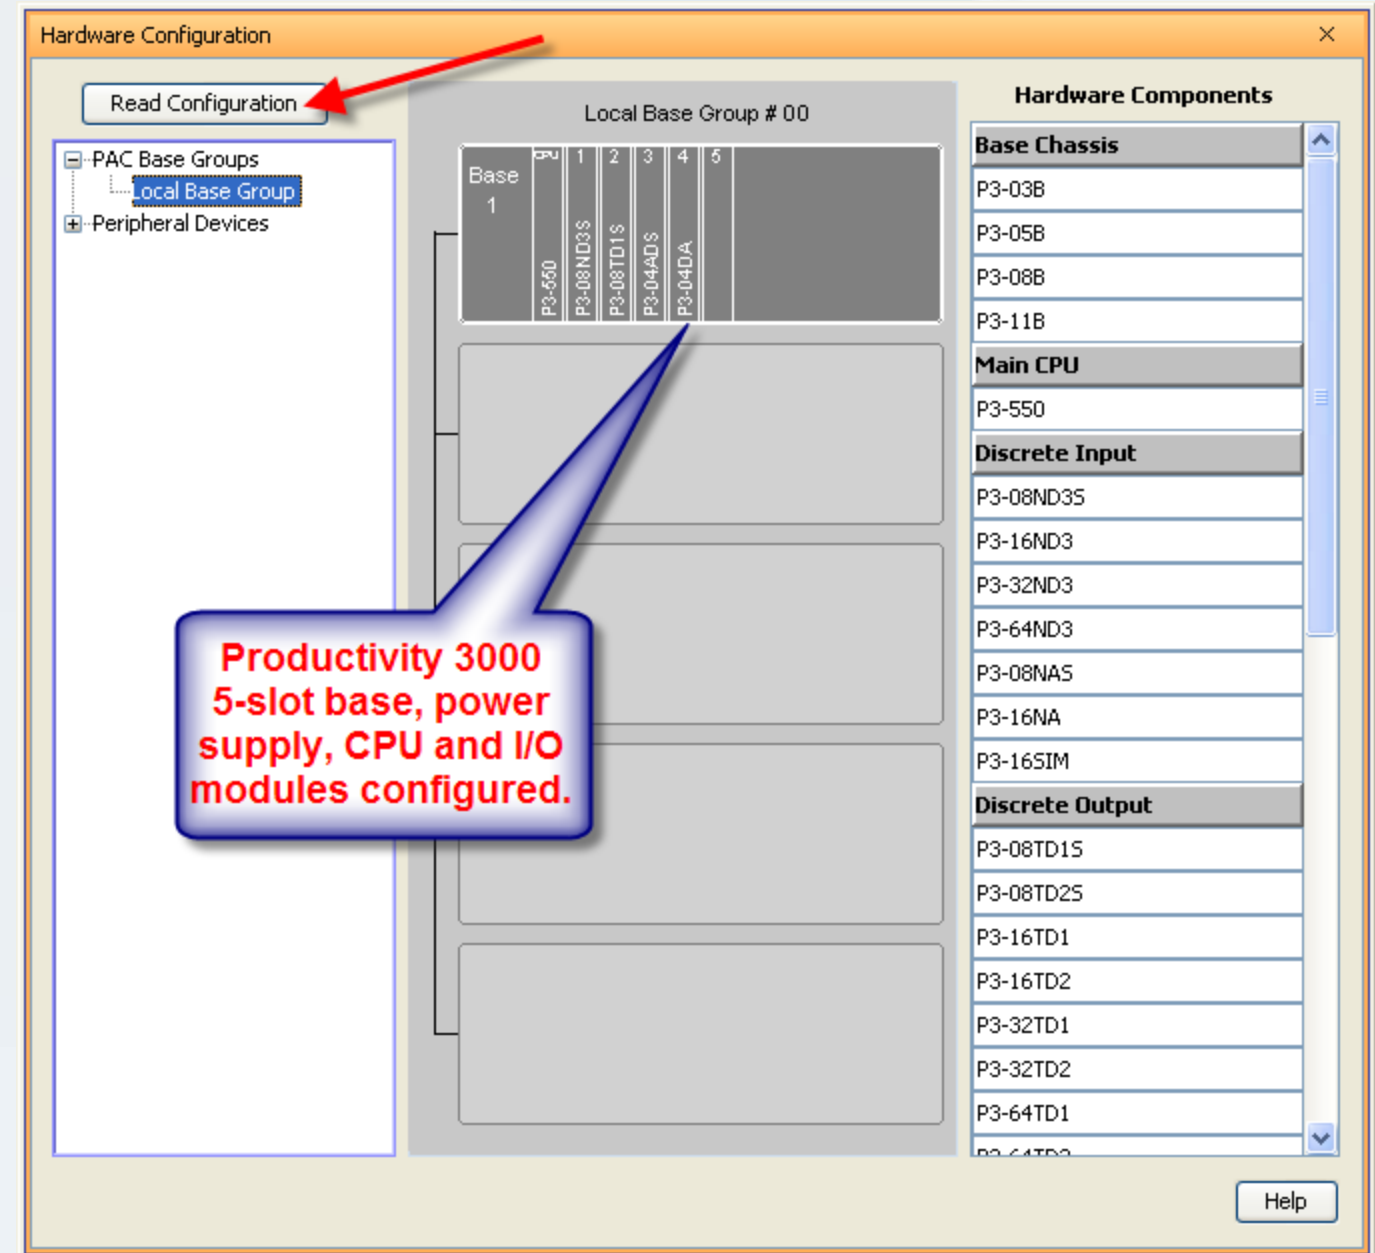 Hardware Configuration
Read Configuration
PAC Base Groups
Local Base Group
Peripheral Devices
Local Base Group # 00
Base
1
CPU 1 2 3 4 5
P3-550
P3-08ND3S
P3-08TD1S
P3-04ADS
P3-04DA
Productivity 3000
5-slot base, power
supply, CPU and I/O
modules configured.
Hardware Components
Base Chassis
P3-03B
P3-05B
P3-08B
P3-11B
Main CPU
P3-550
Discrete Input
P3-08ND3S
P3-16ND3
P3-32ND3
P3-64ND3
P3-08NAS
P3-16NA
P3-16SIM
Discrete Output
P3-08TD1S
P3-08TD2S
P3-16TD1
P3-16TD2
P3-32TD1
P3-32TD2
P3-64TD1
Help